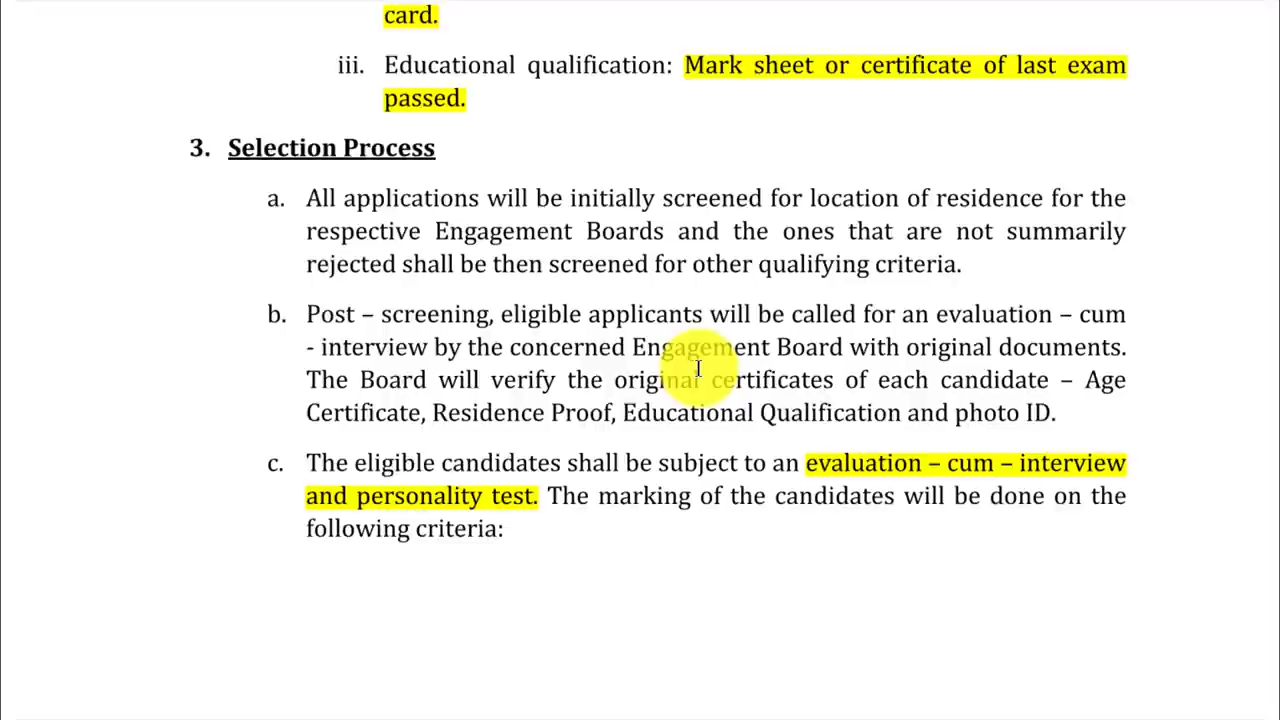 card.
iii. Educational qualification: Mark sheet or certificate of last exam
passed.
3. Selection Process
a. All applications will be initially screened for location of residence for the
respective Engagement Boards and the ones that are not summarily
rejected shall be then screened for other qualifying criteria.
b. Post – screening, eligible applicants will be called for an evaluation – cum
- interview by the concerned Engagement Board with original documents.
The Board will verify the original certificates of each candidate – Age
Certificate, Residence Proof, Educational Qualification and photo ID.
c. The eligible candidates shall be subject to an evaluation – cum – interview
and personality test. The marking of the candidates will be done on the
following criteria: